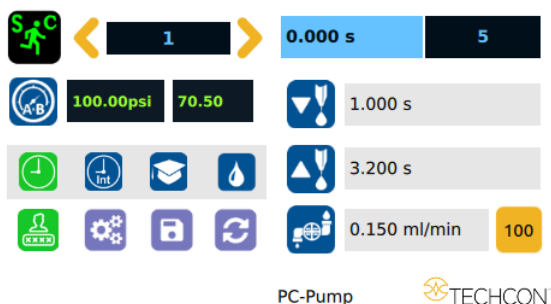 S C
1
0.000 s
5
A-B
100.00psi
70.50
1.000 s
Int
3.200 s
xxxx
0.150 ml/min
100
PC-Pump
TECHCON